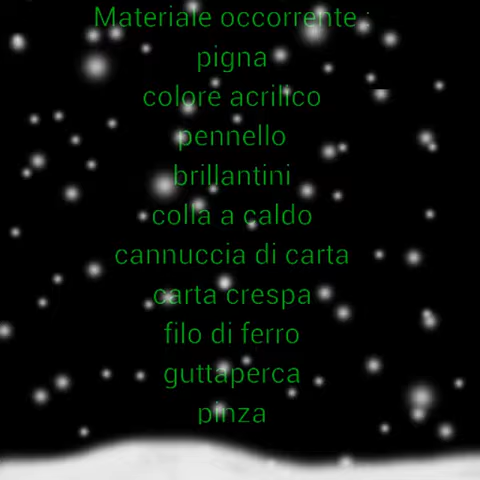 Materiale occorrente :
pigna
colore acrilico
pennello
brillantini
colla a caldo
cannuccia di carta
carta crespa
filo di ferro
guttaperca
pinza